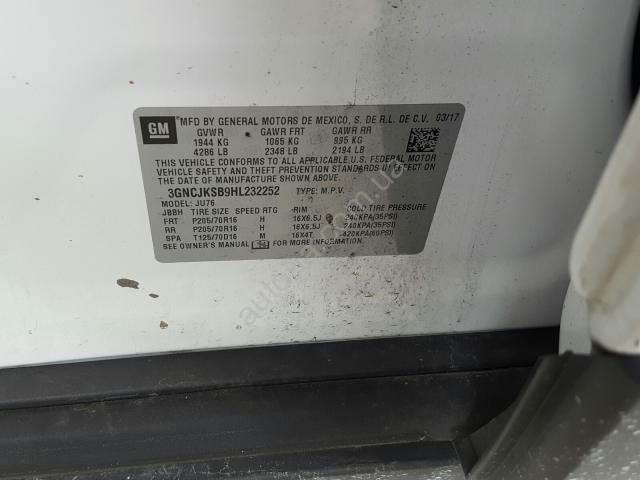 GM
MFD BY GENERAL MOTORS DE MEXICO, S. DE R.L. DE C.V. 03/17
GVWR GAWR FRT GAWR RR
1944 KG 1065 KG 995 KG
4286 LB 2348 LB 2194 LB
THIS VEHICLE CONFORMS TO ALL APPLICABLE U.S. FEDERAL MOTOR
VEHICLE SAFETY, BUMPER, AND THEFT PREVENTION STANDARDS IN EFFECT ON
THE DATE OF MANUFACTURE SHOWN ABOVE.
3GNCJKSB9HL232252 TYPE: M.P.V.
MODEL: JU76
JBBH TIRE SIZE SPEED RTG RIM COLD TIRE PRESSURE
FRT P205/70R16 H 16X6.5J 240KPA(35PSI)
RR P205/70R16 H 16X6.5J 240KPA(35PSI)
SPA T125/70D16 M 16X4T 420KPA(60PSI)
SEE OWNER'S MANUAL FOR MORE INFORMATION.